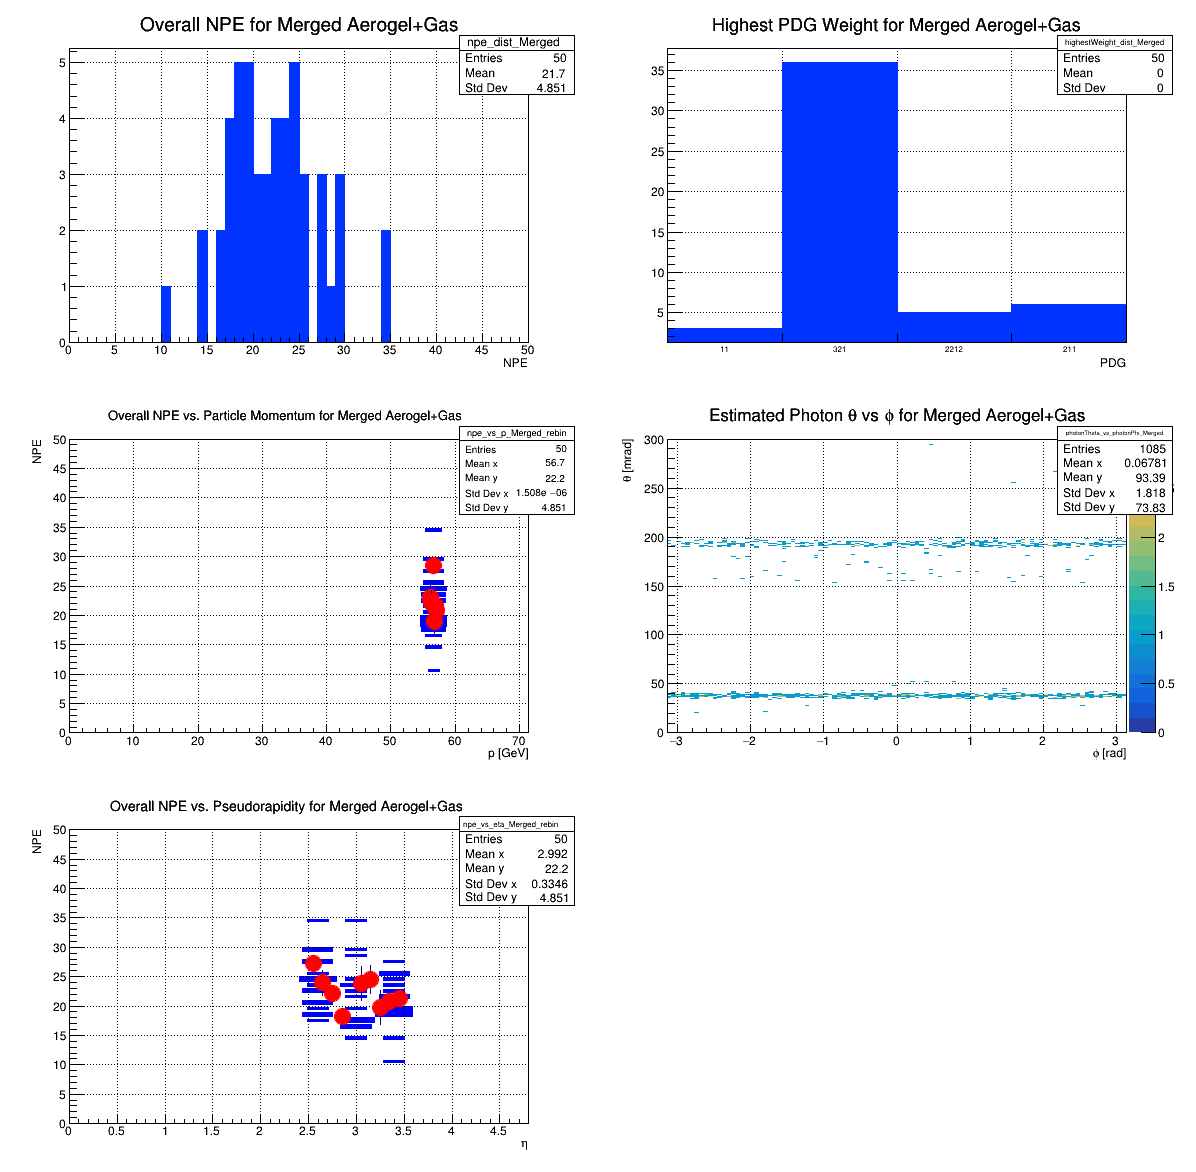 Overall NPE for Merged Aerogel+Gas
npe_dist_Merged
Entries 50
Mean 21.7
Std Dev 4.851
5
4
3
2
1
0
0 5 10 15 20 25 30 35 40 45 50
NPE
Highest PDG Weight for Merged Aerogel+Gas
highestWeight_dist_Merged
Entries 50
Mean 0
Std Dev 0
35
30
25
20
15
10
5
11 321 2212 211
PDG
Overall NPE vs. Particle Momentum for Merged Aerogel+Gas
NPE
npe_vs_p_Merged_rebin
Entries 50
Mean x 56.7
Mean y 22.2
Std Dev x 1.508e −06
Std Dev y 4.851
50
45
40
35
30
25
20
15
10
5
0
0 10 20 30 40 50 60 70
p [GeV]
Estimated Photon θ vs ϕ for Merged Aerogel+Gas
θ [mrad]
photonTheta_vs_photonPhi_Merged
Entries 1085
Mean x 0.06781
Mean y 93.39
Std Dev x 1.818
Std Dev y 73.83
300
250
200
150
100
50
0
−3 −2 −1 0 1 2 3
ϕ [rad]
2
1.5
1
0.5
0
Overall NPE vs. Pseudorapidity for Merged Aerogel+Gas
NPE
npe_vs_eta_Merged_rebin
Entries 50
Mean x 2.992
Mean y 22.2
Std Dev x 0.3346
Std Dev y 4.851
50
45
40
35
30
25
20
15
10
5
0
0 0.5 1 1.5 2 2.5 3 3.5 4 4.5
η